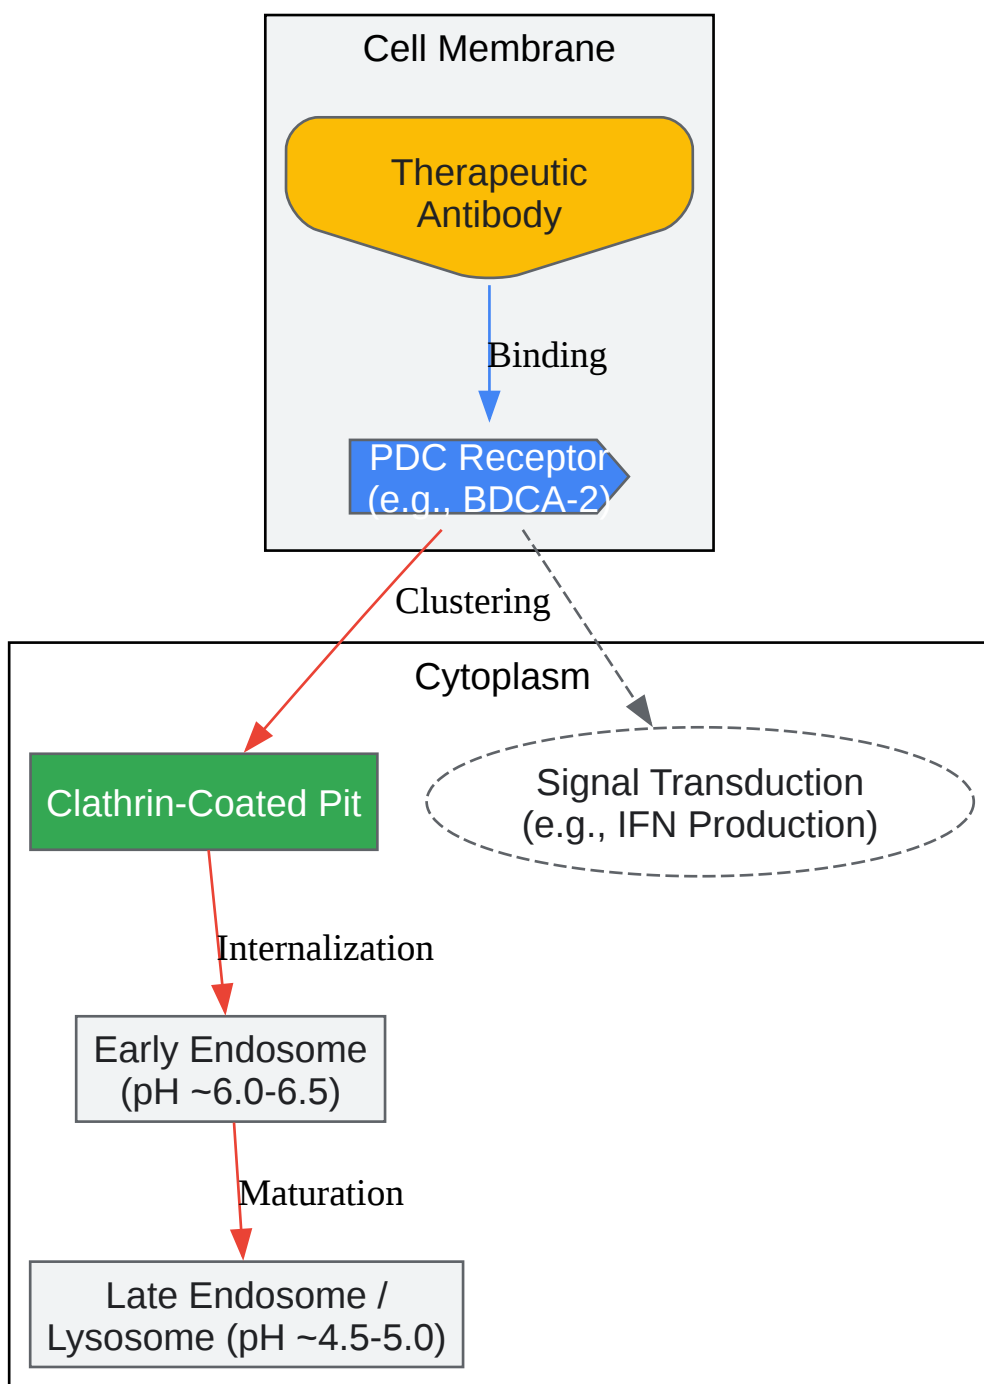 Cell Membrane
Therapeutic
Antibody
Binding
PDC Receptor
(e.g., BDCA-2)
Clustering
Cytoplasm
Clathrin-Coated Pit
Signal Transduction
(e.g., IFN Production)
Internalization
Early Endosome
(pH ~6.0-6.5)
Maturation
Late Endosome /
Lysosome (pH ~4.5-5.0)